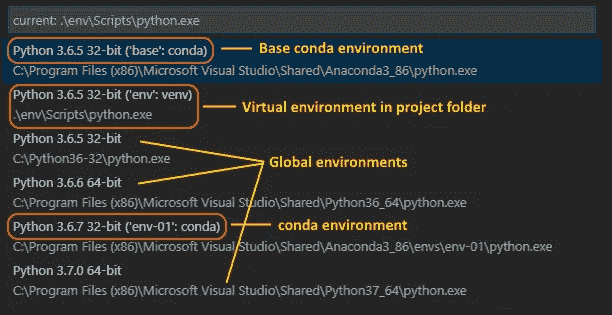 current: .\env\Scripts\python.exe
Python 3.6.5 32-bit ('base': conda)
Base conda environment
C:\Program Files (x86)\Microsoft Visual Studio\Shared\Anaconda3_86\python.exe
Python 3.6.5 32-bit ('env': venv)
Virtual environment in project folder
.\env\Scripts\python.exe
Python 3.6.5 32-bit
C:\Python36-32\python.exe
Global environments
Python 3.6.6 64-bit
C:\Program Files (x86)\Microsoft Visual Studio\Shared\Python36_64\python.exe
Python 3.6.7 32-bit ('env-01': conda)
conda environment
C:\Program Files (x86)\Microsoft Visual Studio\Shared\Anaconda3_86\envs\env-01\python.exe
Python 3.7.0 64-bit
C:\Program Files (x86)\Microsoft Visual Studio\Shared\Python37_64\python.exe